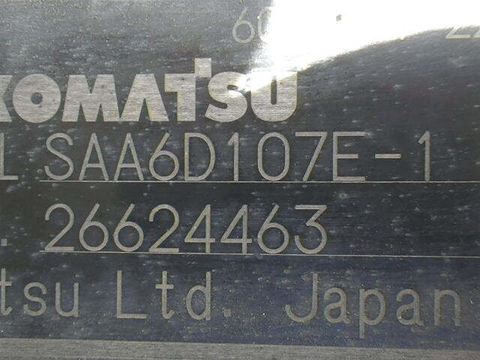 KOMATSU
L SAA6D107E-1
. 26624463
tsu Ltd. Japan